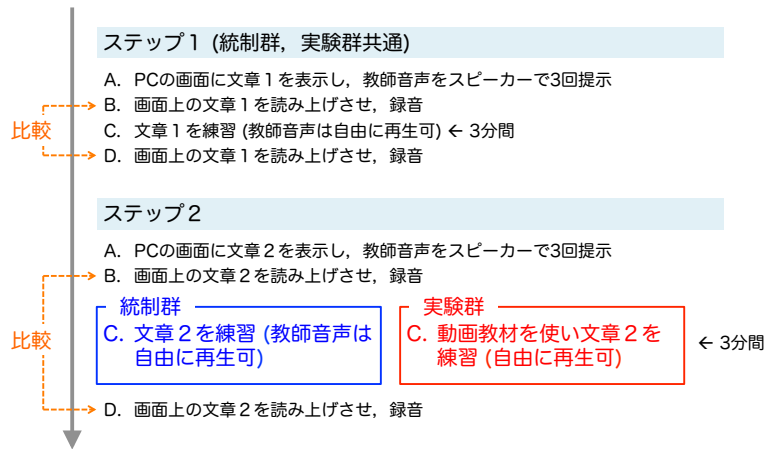 ステップ1 (統制群,実験群共通)
A. PCの画面に文章1を表示し,教師音声をスピーカーで3回提示
B. 画面上の文章1を読み上げさせ,録音
比較
C. 文章1を練習 (教師音声は自由に再生可) ← 3分間
D. 画面上の文章1を読み上げさせ,録音
ステップ2
A. PCの画面に文章2を表示し,教師音声をスピーカーで3回提示
B. 画面上の文章2を読み上げさせ,録音
比較
統制群
C. 文章2を練習 (教師音声は
自由に再生可)
実験群
C. 動画教材を使い文章2を
練習 (自由に再生可)
← 3分間
D. 画面上の文章2を読み上げさせ,録音